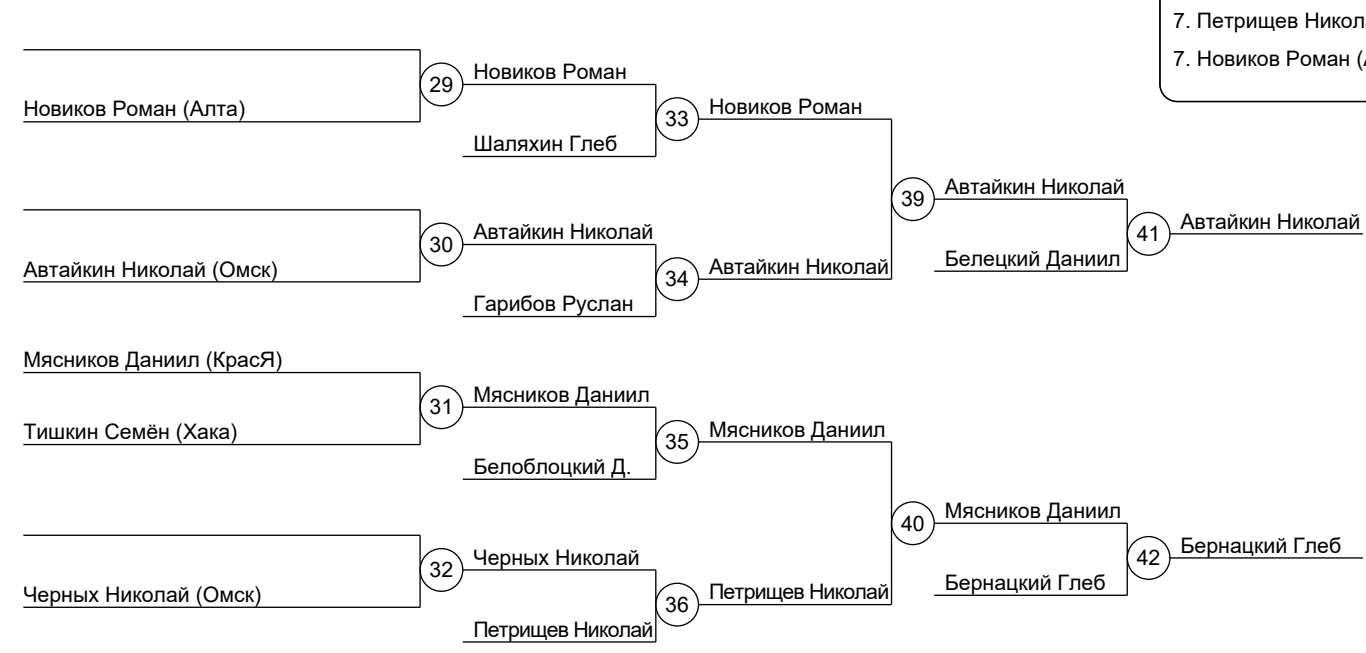 7. Петрищев Никол
7. Новиков Роман (
Новиков Роман (Алта)
29
Новиков Роман
Шаляхин Глеб
33
Новиков Роман
Автайкин Николай (Омск)
30
Автайкин Николай
Гарибов Руслан
34
Автайкин Николай
39
Автайкин Николай
Белецкий Даниил
41
Автайкин Николай
Мясников Даниил (КрасЯ)
Тишкин Семён (Хака)
31
Мясников Даниил
Белоблоцкий Д.
35
Мясников Даниил
Черных Николай (Омск)
32
Черных Николай
Петрищев Николай
36
Петрищев Николай
40
Мясников Даниил
Бернацкий Глеб
42
Бернацкий Глеб